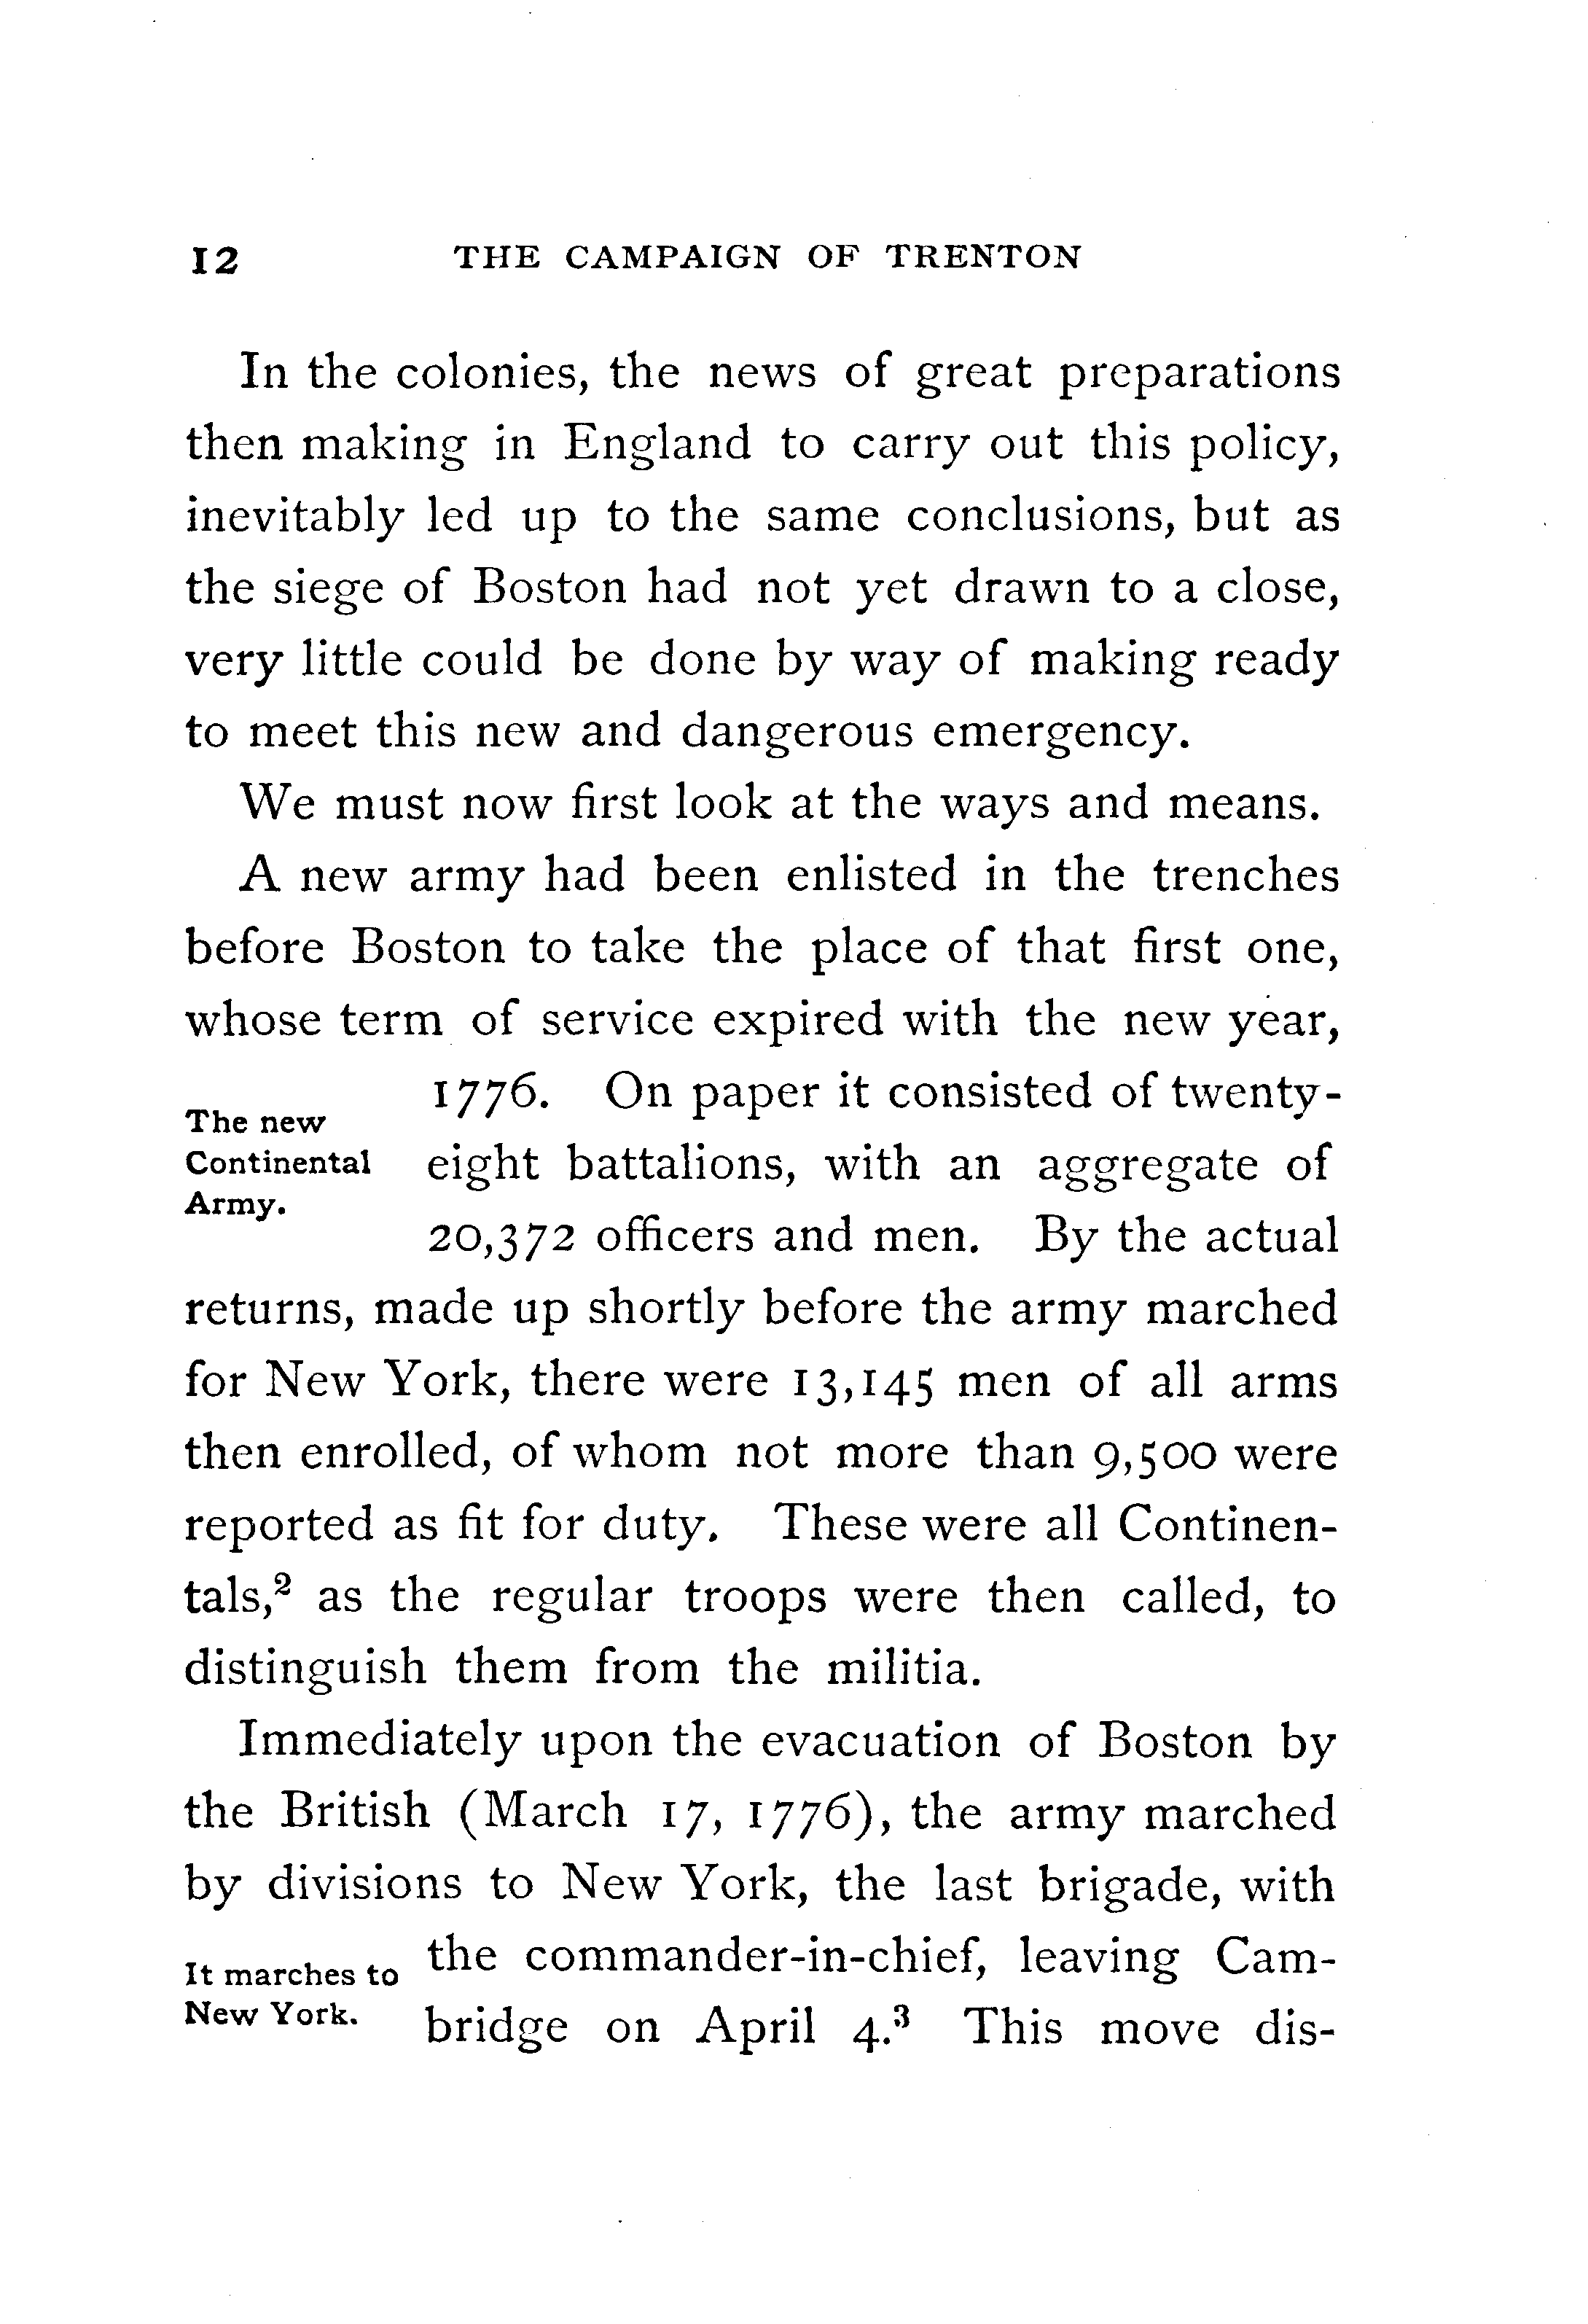 12 THE CAMPAIGN OF TRENTON
In the colonies, the news of great preparations
then making in England to carry out this policy,
inevitably led up to the same conclusions, but as
the siege of Boston had not yet drawn to a close,
very little could be done by way of making ready
to meet this new and dangerous emergency.
We must now first look at the ways and means.
A new army had been enlisted in the trenches
before Boston to take the place of that first one,
whose term of service expired with the new year,
The new
Continental
Army.
1776. On paper it consisted of twenty-
eight battalions, with an aggregate of
20,372 officers and men. By the actual
returns, made up shortly before the army marched
for New York, there were 13,145 men of all arms
then enrolled, of whom not more than 9,500 were
reported as fit for duty. These were all Continen-
tals,² as the regular troops were then called, to
distinguish them from the militia.
Immediately upon the evacuation of Boston by
the British (March 17, 1776), the army marched
by divisions to New York, the last brigade, with
It marches to
New York.
the commander-in-chief, leaving Cam-
bridge on April 4.³ This move dis-